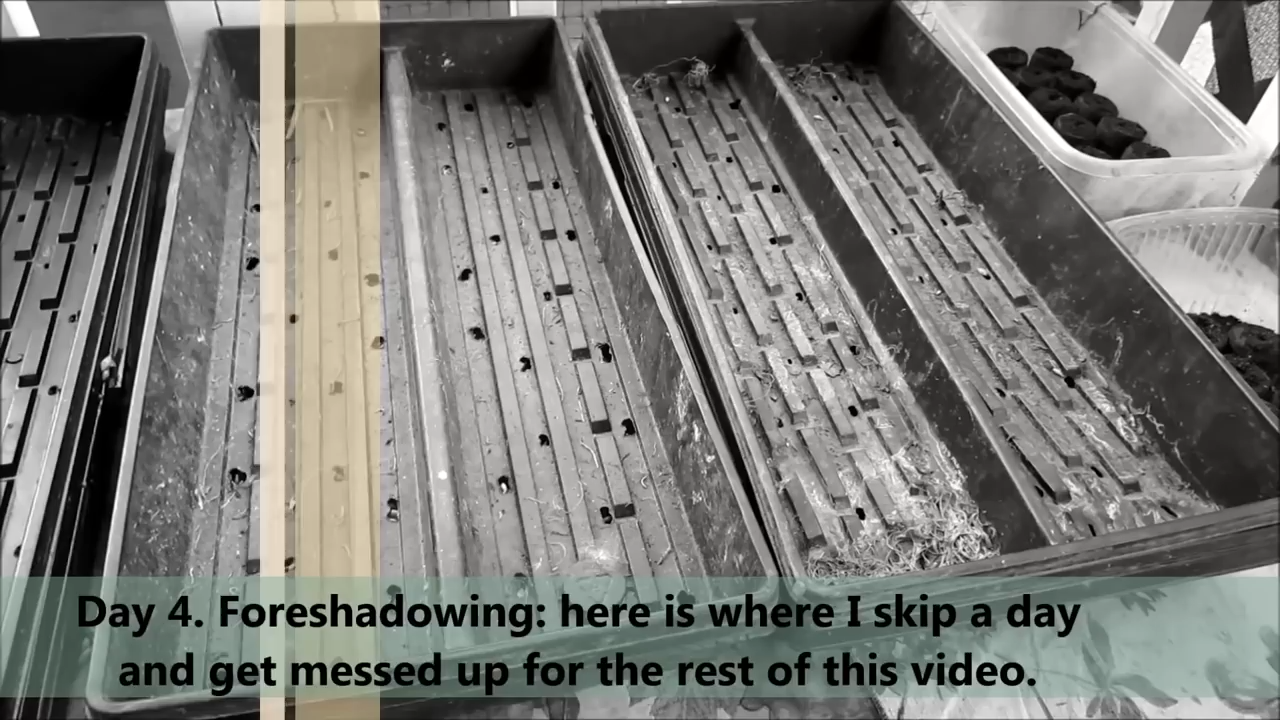 Day 4. Foreshadowing: here is where I skip a day
and get messed up for the rest of this video.